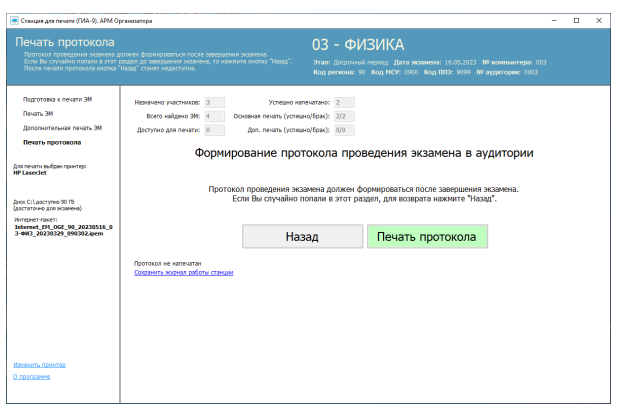 Станция для печати (ГИА-9). АРМ Организатора
Печать протокола
Протокол проведения экзамена должен формироваться после завершения экзамена.
Если Вы случайно попали в этот раздел до завершения экзамена, то нажмите кнопку "Назад".
После печати протокола кнопка "Назад" станет недоступна.
03 - ФИЗИКА
Этап: Досрочный период Дата экзамена: 16.05.2023 № компьютера: 003
Код региона: 90 Код МСУ: 8900 Код ППЭ: 9099 № аудитории: 0003
Подготовка к печати ЭМ
Печать ЭМ
Дополнительная печать ЭМ
Печать протокола
Для печати выбран принтер:
HP LaserJet
Диск C:\ доступно 90 ГБ
(достаточно для экзамена)
Интернет-пакет:
Internet_EM_OGE_90_20230516_0
3-ФИЗ_20230329_090302.ipem
Изменить принтер
О программе
Назначено участников: 3
Успешно напечатано: 2
Всего найдено ЭМ: 4
Основная печать (успешно/брак): 2/2
Доступно для печати: 0
Доп. печать (успешно/брак): 0/0
Формирование протокола проведения экзамена в аудитории
Протокол проведения экзамена должен формироваться после завершения экзамена.
Если Вы случайно попали в этот раздел, для возврата нажмите "Назад".
Назад
Печать протокола
Протокол не напечатан
Сохранить журнал работы станции